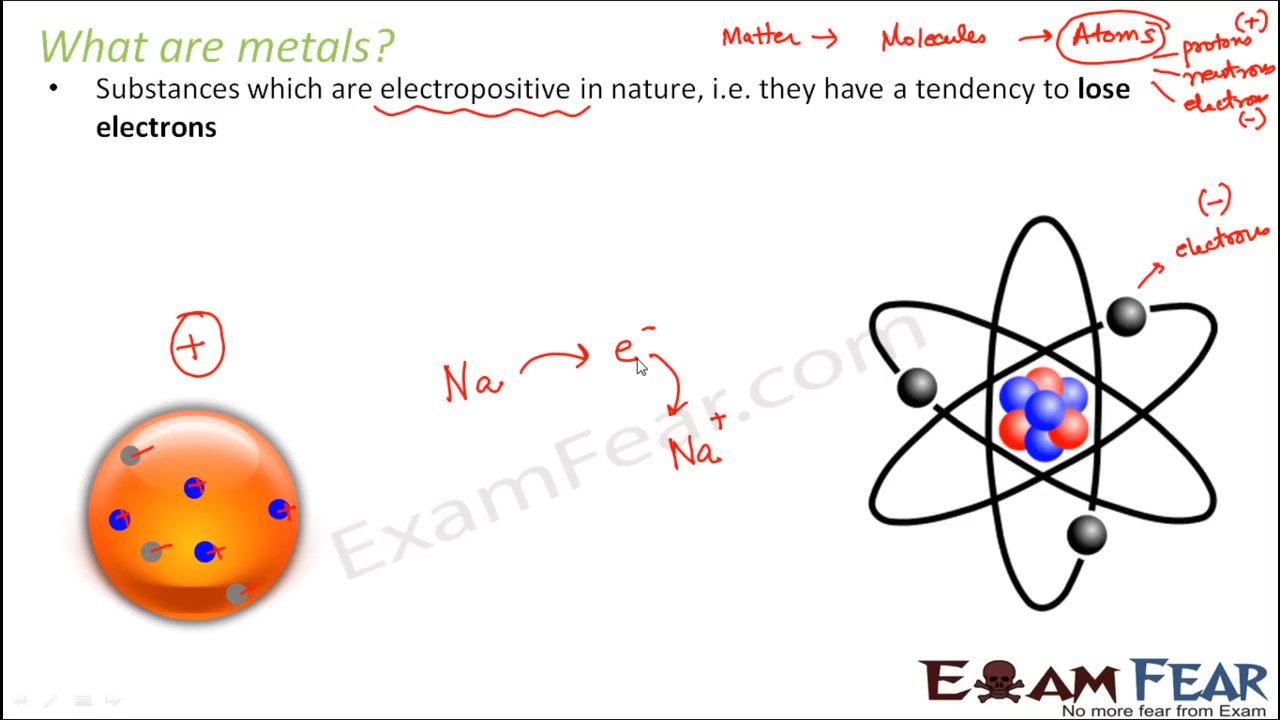 What are metals?
Matter → Molecules → Atoms
(+)
protons
neutrons
electrons
(-)
• Substances which are electropositive in nature, i.e. they have a tendency to lose
electrons
(-)
electrons
+
Na e⁻
Na⁺
ExamFear.com
EXAM FEAR
No more fear from Exam